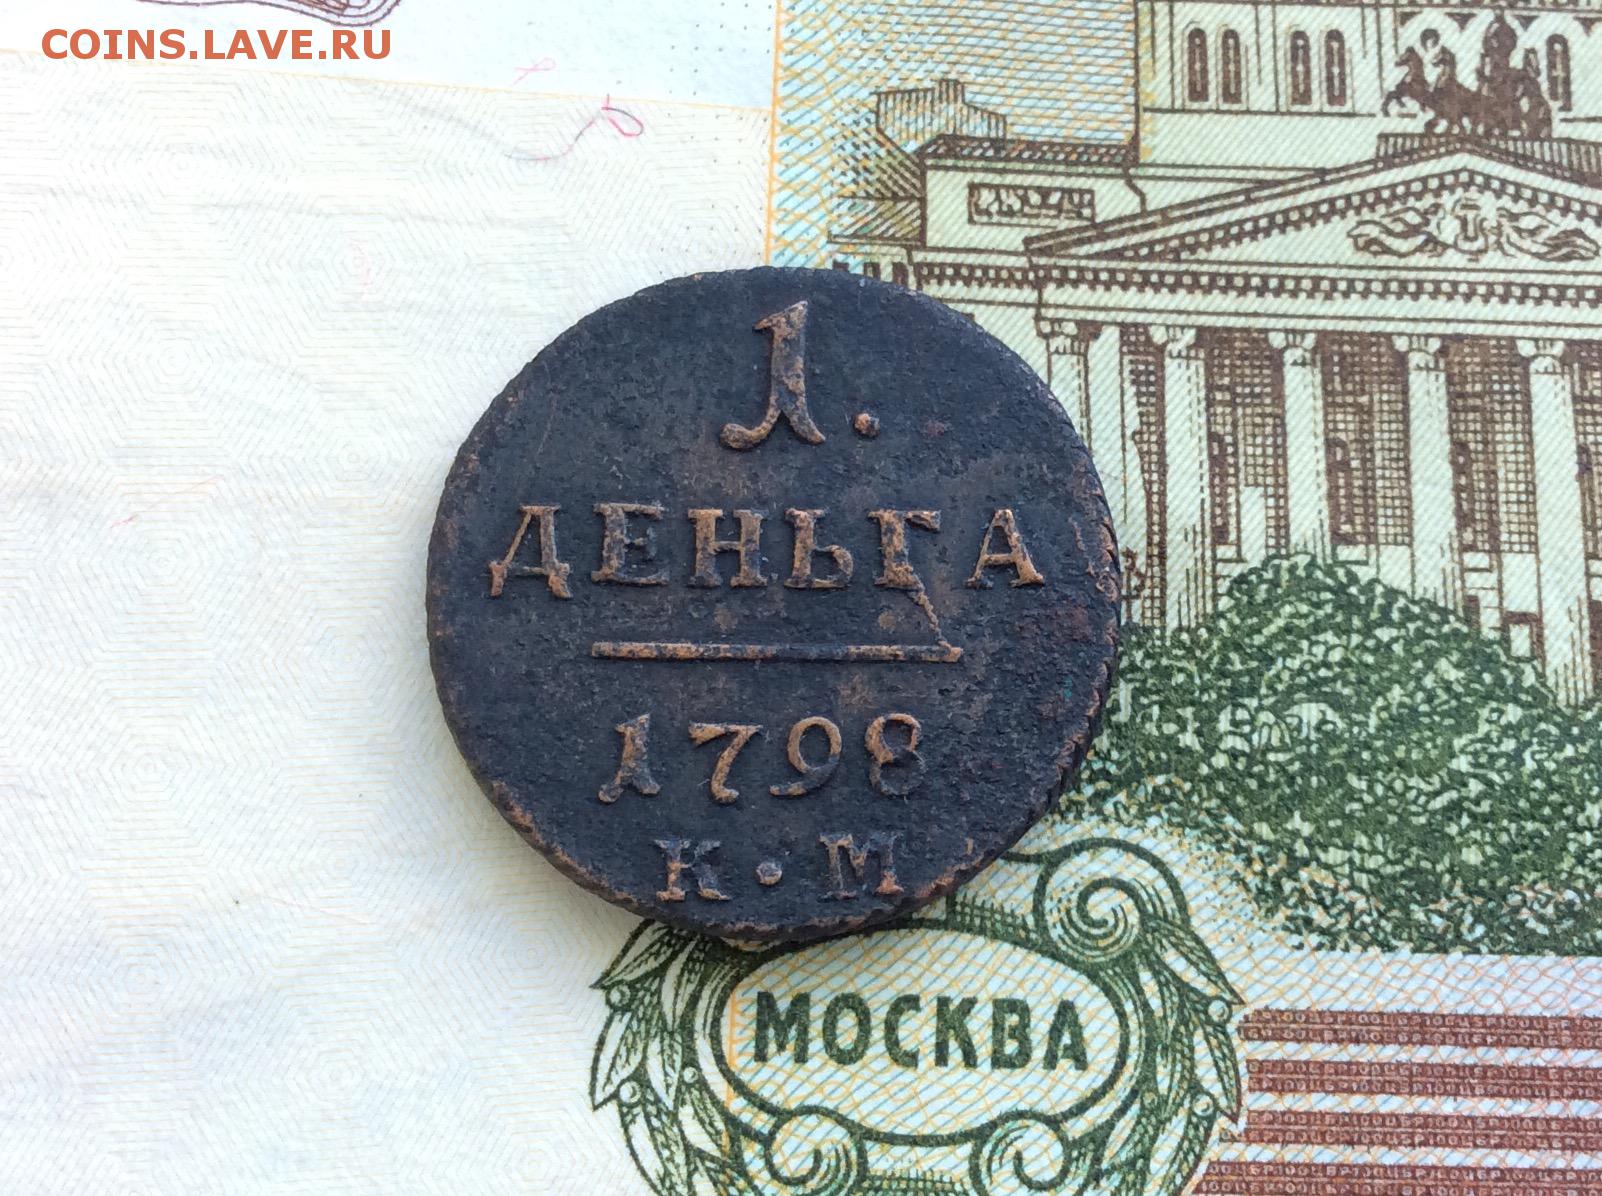 COINS.LAVE.RU
1.
ДЕНЬГА
1798
К·М
МОСКВА